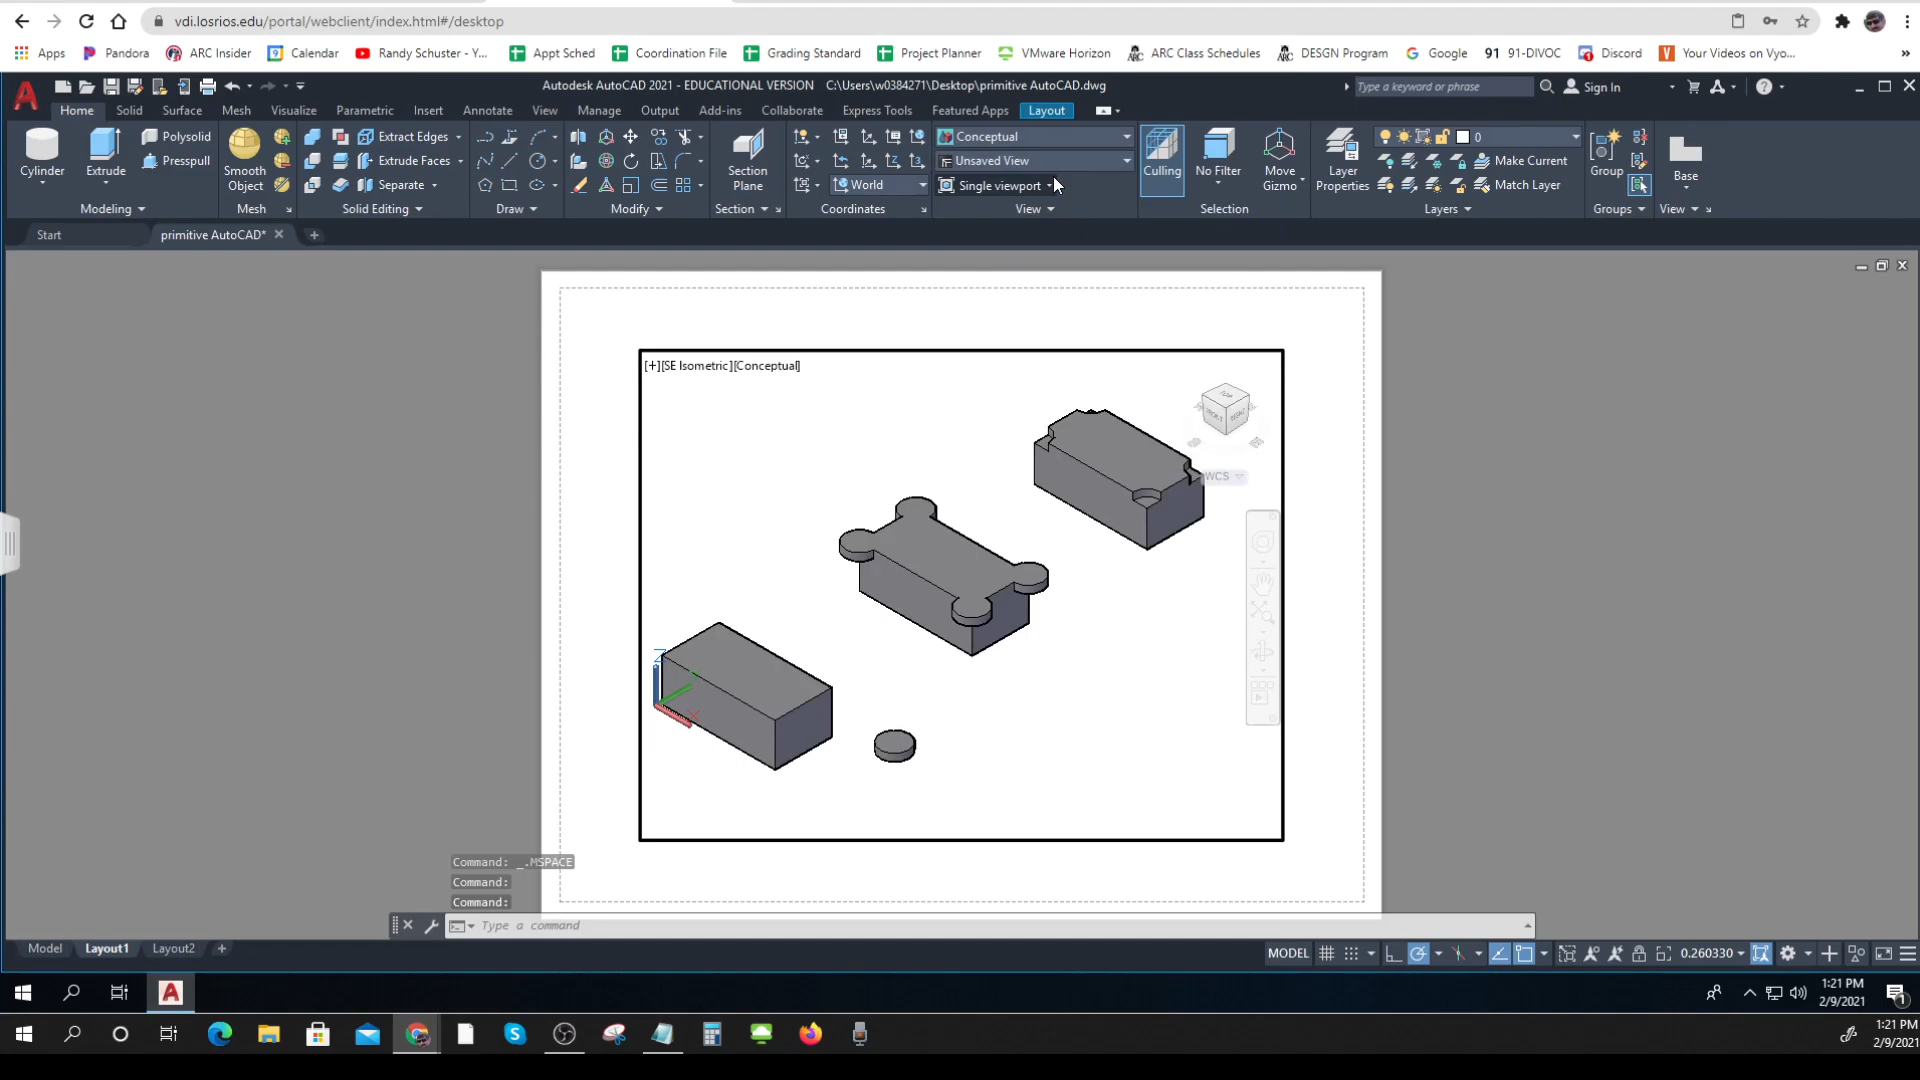 vdi.losrios.edu/portal/webclient/index.html#/desktop
Apps Pandora ARC Insider Calendar Randy Schuster - Y... Appt Sched Coordination File Grading Standard Project Planner VMware Horizon ARC Class Schedules DESGN Program Google 91 91-DIVOC Discord Your Videos on Vyo... »
Autodesk AutoCAD 2021 - EDUCATIONAL VERSION C:\Users\w0384271\Desktop\primitive AutoCAD.dwg Type a keyword or phrase Sign In
Home Solid Surface Mesh Visualize Parametric Insert Annotate View Manage Output Add-ins Collaborate Express Tools Featured Apps Layout
Polysolid Extract Edges Conceptual 0
Cylinder Extrude Presspull Smooth Object Extrude Faces Section Plane Unsaved View Culling No Filter Move Gizmo Layer Properties Make Current Group Base
Separate World Single viewport Match Layer
Modeling Mesh Solid Editing Draw Modify Section Coordinates View Selection Layers Groups View
Start primitive AutoCAD*
[+][SE Isometric][Conceptual]
TOP
FRONT RIGHT
WCS
Z
X
Command: _.MSPACE
Command:
Command:
Type a command
Model Layout1 Layout2 + MODEL 0.260330
1:21 PM
2/9/2021
1
1:21 PM
2/9/2021